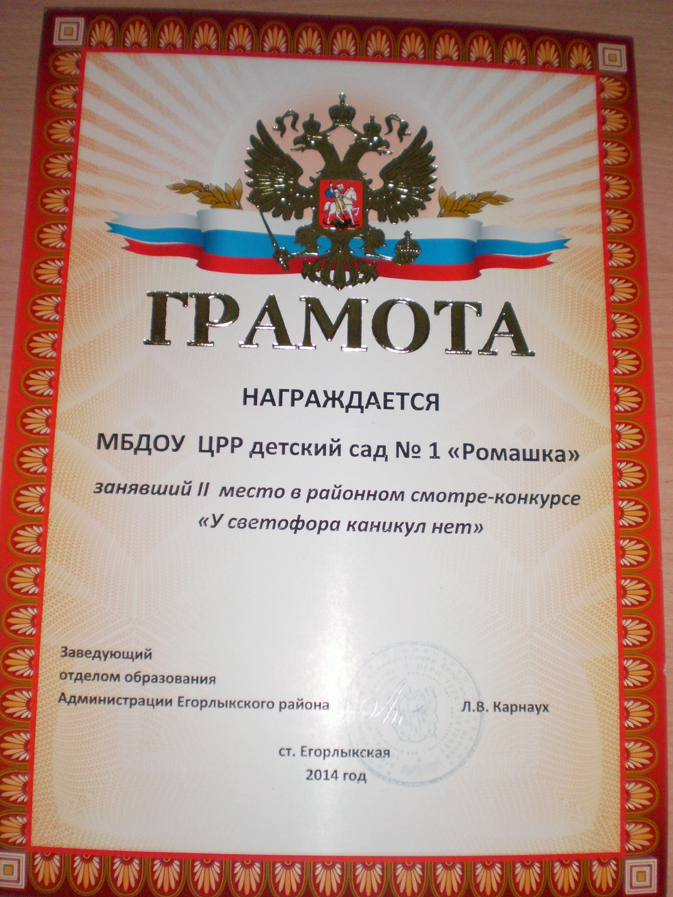 ГРАМОТА
НАГРАЖДАЕТСЯ
МБДОУ ЦРР детский сад № 1 «Ромашка»
занявший II место в районном смотре-конкурсе
«У светофора каникул нет»
Заведующий
отделом образования
Администрации Егорлыкского района Л.В. Карнаух
ст. Егорлыкская
2014 год